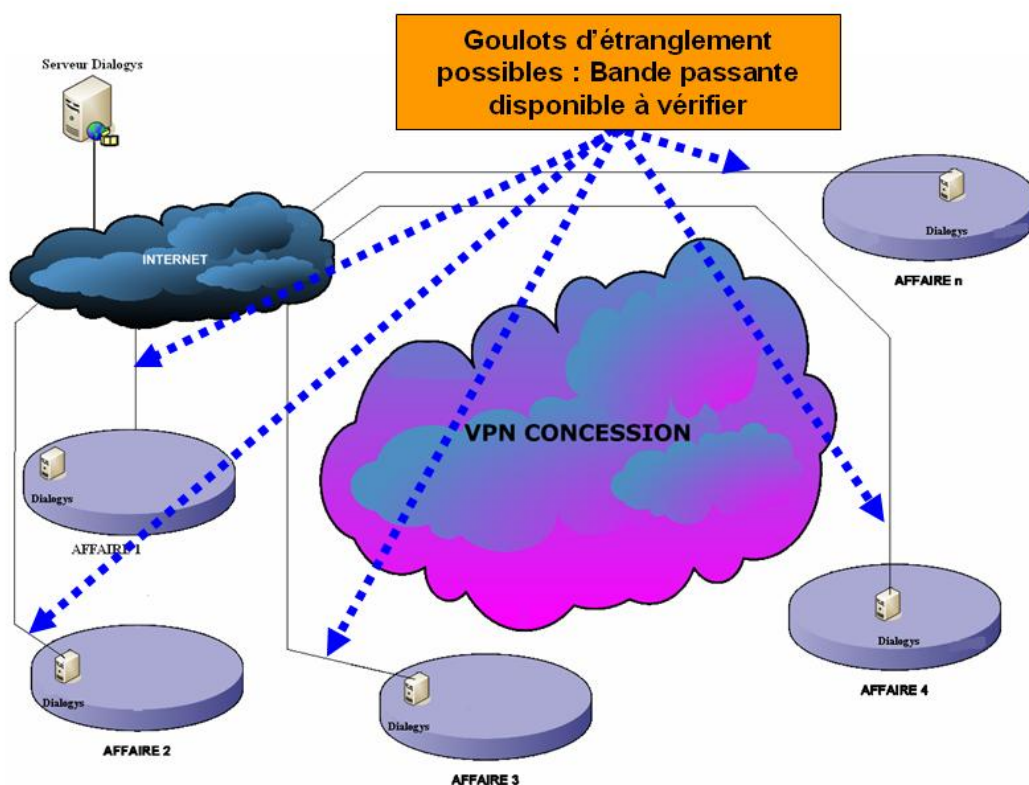 Goulots d'étranglement
possibles : Bande passante
disponible à vérifier
Serveur Dialogys
INTERNET
Dialogys
AFFAIRE n
VPN CONCESSION
Dialogys
AFFAIRE 1
Dialogys
AFFAIRE 4
Dialogys
AFFAIRE 2
Dialogys
AFFAIRE 3